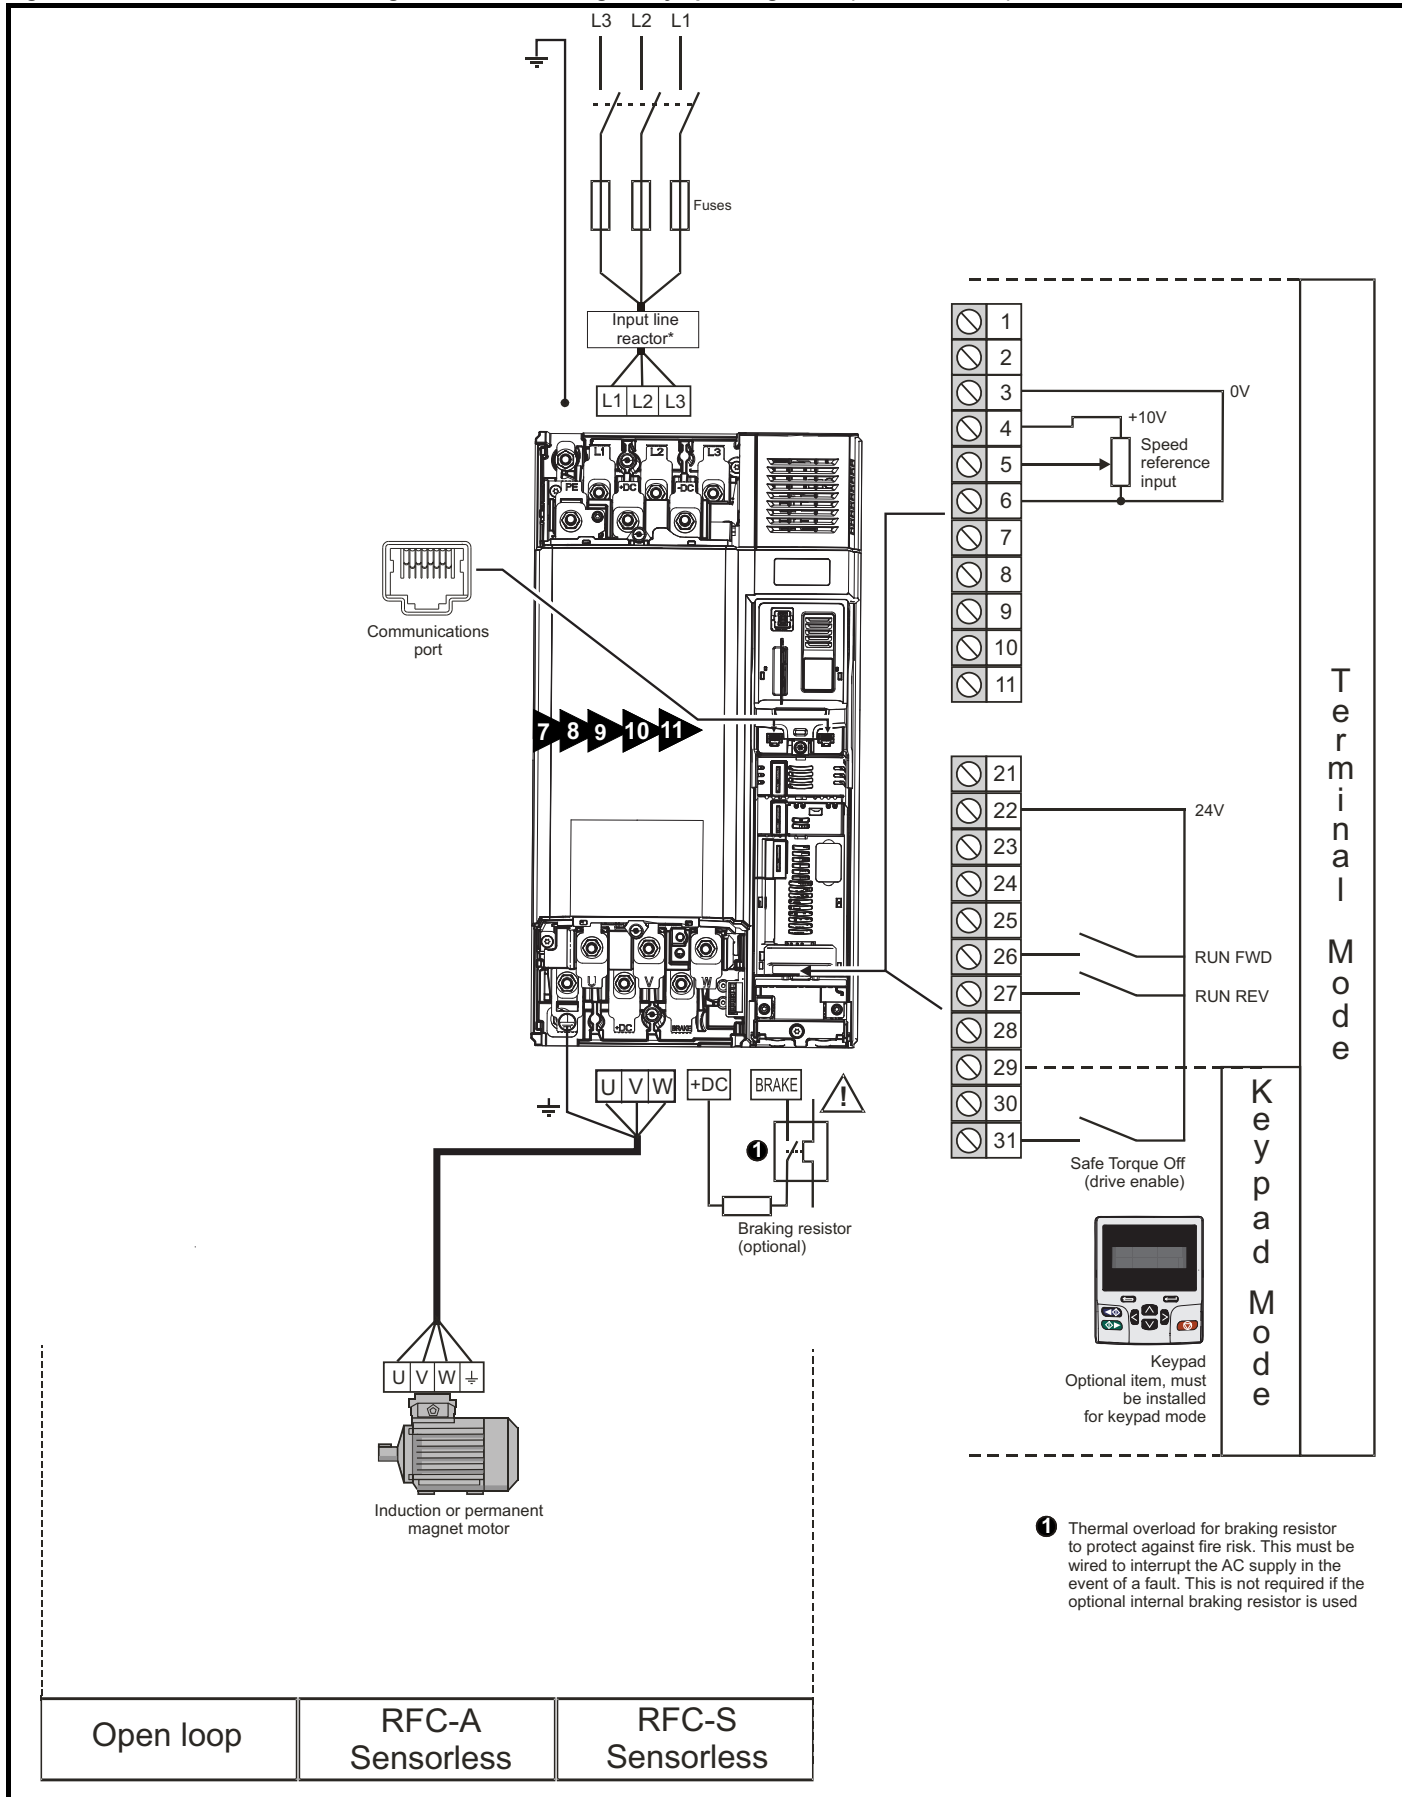 L3 L2 L1
Fuses
Input line
reactor*
L1 L2 L3
L1 L2 L3
PE +DC -DC
Communications
port
7 8 9 10 11
U V W
+DC BRAKE
U V W +DC BRAKE
!
1
Braking resistor
(optional)
U V W
Induction or permanent
magnet motor
1
2
3
0V
4
+10V
5
Speed
reference
input
6
7
8
9
10
11
21
22
24V
23
24
25
26
RUN FWD
27
RUN REV
28
29
30
31
Safe Torque Off
(drive enable)
Keypad
Optional item, must
be installed
for keypad mode
Terminal Mode
Keypad Mode
1 Thermal overload for braking resistor
to protect against fire risk. This must be
wired to interrupt the AC supply in the
event of a fault. This is not required if the
optional internal braking resistor is used
Open loop
RFC-A
Sensorless
RFC-S
Sensorless